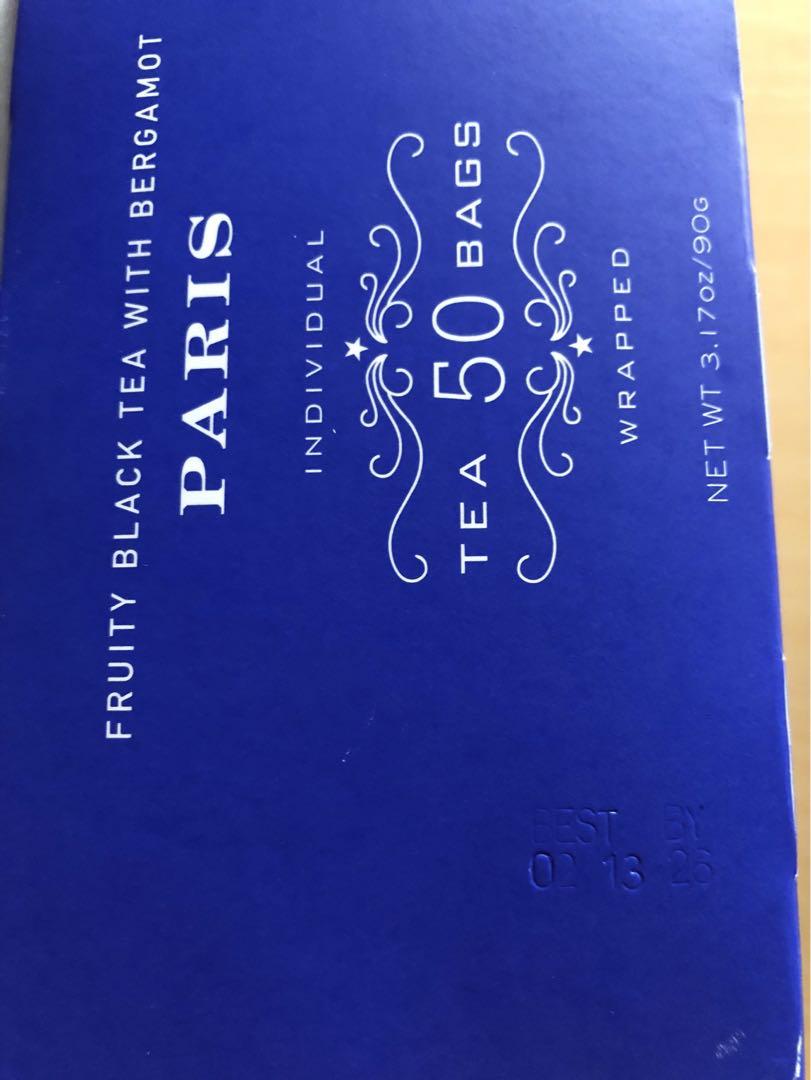 FRUITY BLACK TEA WITH BERGAMOT
PARIS
INDIVIDUAL
TEA 50 BAGS
WRAPPED
NET WT 3.17oz/90G
BEST BY
02 13 26